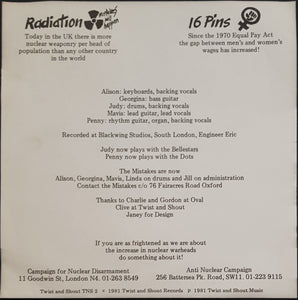 Radiation
Today in the UK there is more
nuclear weaponry per head of
population than any other country
in the world
16 Pins
Since the 1970 Equal Pay Act
the gap between men's and women's
wages has increased!
Alison: keyboards, backing vocals
Georgina: bass guitar
Judy: drums, backing vocals
Mavis: lead guitar, lead vocals
Penny: rhythm guitar, organ, backing vocals
Recorded at Blackwing Studios, South London, Engineer Eric
Judy now plays with the Bellestars
Penny now plays with the Dots
The Mistakes are now
Alison, Georgina, Mavis, Linda on drums and Jill on administration
Contact the Mistakes c/o 76 Fairacres Road Oxford
Thanks to Charlie and Gordon at Oval
Clive at Twist and Shout
Janey for Design
If you are as frightened as we are about
the increase in nuclear warheads
do something about it!
Campaign for Nuclear Disarmament
11 Goodwin St, London N4. 01-263 8549
Anti Nuclear Campaign
256 Battersea Pk. Road, SW11. 01-223 9115
Twist and Shout TNS 2 © 1981 Twist and Shout Records ℗ 1981 Twist and Shout Music